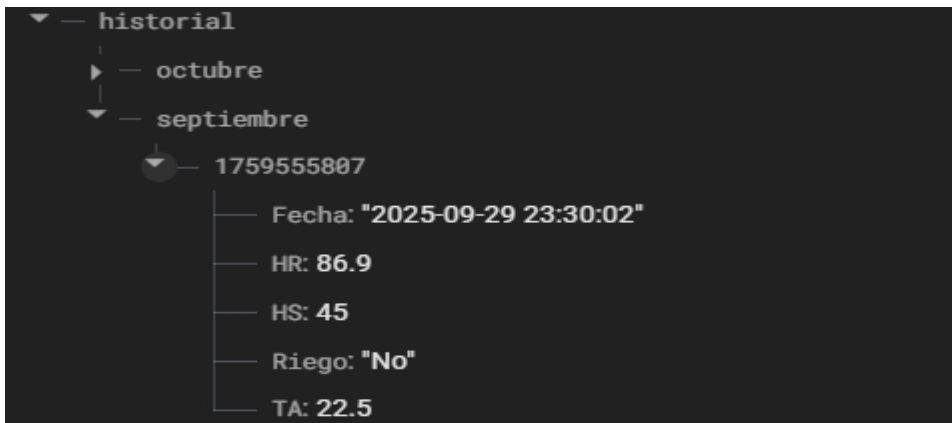 historial
octubre
septiembre
1759555807
Fecha: "2025-09-29 23:30:02"
HR: 86.9
HS: 45
Riego: "No"
TA: 22.5